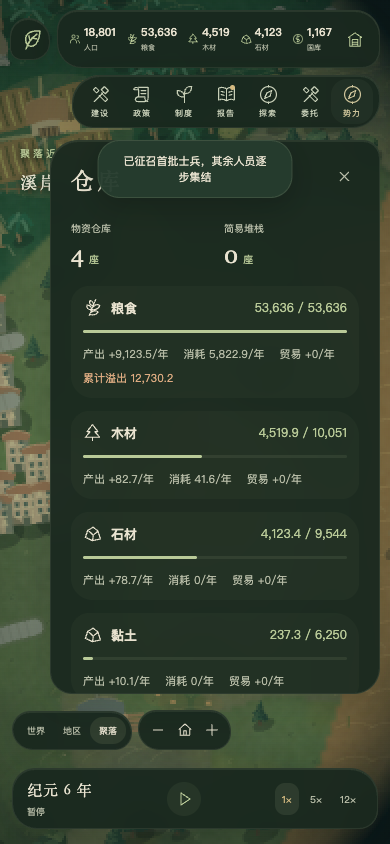 18,801
人口
53,636
粮食
4,519
木材
4,123
石材
1,167
国库
建设
政策
制度
报告
探索
委托
势力
已征召首批士兵，其余人员逐
步集结
聚落近
溪岸
仓库
物资仓库
4 座
简易堆栈
0 座
粮食
53,636 / 53,636
产出 +9,123.5/年 消耗 5,822.9/年 贸易 +0/年
累计溢出 12,730.2
木材
4,519.9 / 10,051
产出 +82.7/年 消耗 41.6/年 贸易 +0/年
石材
4,123.4 / 9,544
产出 +78.7/年 消耗 0/年 贸易 +0/年
黏土
237.3 / 6,250
产出 +10.1/年 消耗 0/年 贸易 +0/年
世界
地区
聚落
纪元 6 年
暂停
1×
5×
12×